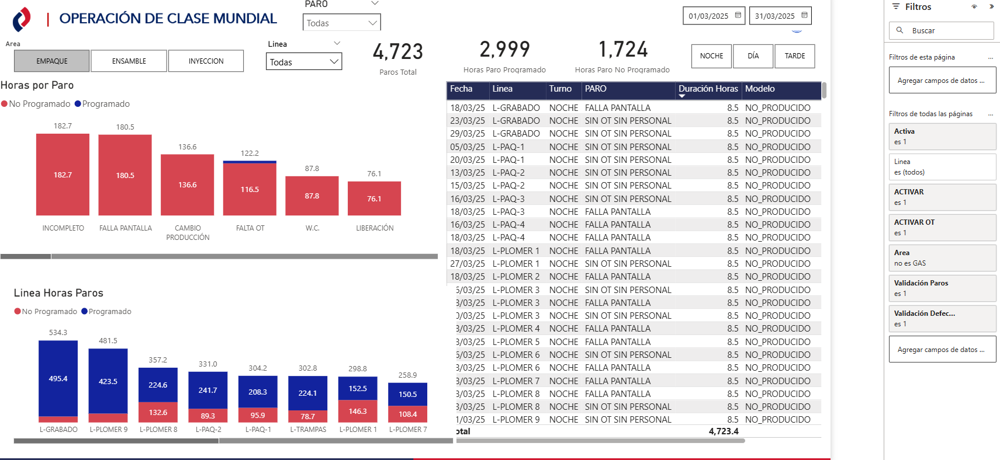 PARO
OPERACIÓN DE CLASE MUNDIAL
Todas
01/03/2025
31/03/2025
Area
EMPAQUE
ENSAMBLE
INYECCION
Linea
Todas
4,723
Paros Total
2,999
Horas Paro Programado
1,724
Horas Paro No Programado
NOCHE
DÍA
TARDE
Horas por Paro
No Programado Programado
182.7 180.5 136.6 122.2 87.8 76.1
182.7 180.5 136.6 116.5 87.8 76.1
INCOMPLETO
FALLA PANTALLA
CAMBIO
PRODUCCIÓN
FALTA OT
W.C.
LIBERACIÓN
Linea Horas Paros
No Programado Programado
534.3 481.5 357.2 331.0 304.2 302.8 298.8 258.9
495.4 423.5 224.6 241.7 208.3 224.1 152.5 150.5
132.6 89.3 95.9 78.7 146.3 108.4
L-GRABADO L-PLOMER 9 L-PLOMER 8 L-PAQ-2 L-PAQ-1 L-TRAMPAS L-PLOMER 1 L-PLOMER 7
Fecha Linea Turno PARO Duración Horas Modelo
18/03/25 L-GRABADO NOCHE FALLA PANTALLA 8.5 NO_PRODUCIDO
23/03/25 L-GRABADO NOCHE SIN OT SIN PERSONAL 8.5 NO_PRODUCIDO
29/03/25 L-GRABADO NOCHE SIN OT SIN PERSONAL 8.5 NO_PRODUCIDO
05/03/25 L-PAQ-1 NOCHE SIN OT SIN PERSONAL 8.5 NO_PRODUCIDO
20/03/25 L-PAQ-1 NOCHE SIN OT SIN PERSONAL 8.5 NO_PRODUCIDO
13/03/25 L-PAQ-2 NOCHE SIN OT SIN PERSONAL 8.5 NO_PRODUCIDO
15/03/25 L-PAQ-2 NOCHE SIN OT SIN PERSONAL 8.5 NO_PRODUCIDO
16/03/25 L-PAQ-3 NOCHE SIN OT SIN PERSONAL 8.5 NO_PRODUCIDO
18/03/25 L-PAQ-3 NOCHE FALLA PANTALLA 8.5 NO_PRODUCIDO
16/03/25 L-PAQ-4 NOCHE FALLA PANTALLA 8.5 NO_PRODUCIDO
18/03/25 L-PAQ-4 NOCHE FALLA PANTALLA 8.5 NO_PRODUCIDO
18/03/25 L-PLOMER 1 NOCHE FALLA PANTALLA 8.5 NO_PRODUCIDO
27/03/25 L-PLOMER 1 NOCHE SIN OT SIN PERSONAL 8.5 NO_PRODUCIDO
18/03/25 L-PLOMER 2 NOCHE FALLA PANTALLA 8.5 NO_PRODUCIDO
/03/25 L-PLOMER 3 NOCHE SIN OT SIN PERSONAL 8.5 NO_PRODUCIDO
/03/25 L-PLOMER 3 NOCHE FALLA PANTALLA 8.5 NO_PRODUCIDO
/03/25 L-PLOMER 3 NOCHE SIN OT SIN PERSONAL 8.5 NO_PRODUCIDO
/03/25 L-PLOMER 4 NOCHE FALLA PANTALLA 8.5 NO_PRODUCIDO
/03/25 L-PLOMER 5 NOCHE FALLA PANTALLA 8.5 NO_PRODUCIDO
/03/25 L-PLOMER 6 NOCHE SIN OT SIN PERSONAL 8.5 NO_PRODUCIDO
/03/25 L-PLOMER 6 NOCHE FALLA PANTALLA 8.5 NO_PRODUCIDO
/03/25 L-PLOMER 7 NOCHE FALLA PANTALLA 8.5 NO_PRODUCIDO
/03/25 L-PLOMER 8 NOCHE FALLA PANTALLA 8.5 NO_PRODUCIDO
/03/25 L-PLOMER 8 NOCHE SIN OT SIN PERSONAL 8.5 NO_PRODUCIDO
/03/25 L-PLOMER 9 NOCHE SIN OT SIN PERSONAL 8.5 NO_PRODUCIDO
otal 4,723.4
Filtros
Buscar
Filtros de esta página ...
Agregar campos de datos ...
Filtros de todas las páginas ...
Activa
es 1
Linea
es (todos)
ACTIVAR
es 1
ACTIVAR OT
es 1
Area
no es GAS
Validación Paros
es 1
Validación Defec...
es 1
Agregar campos de datos ...